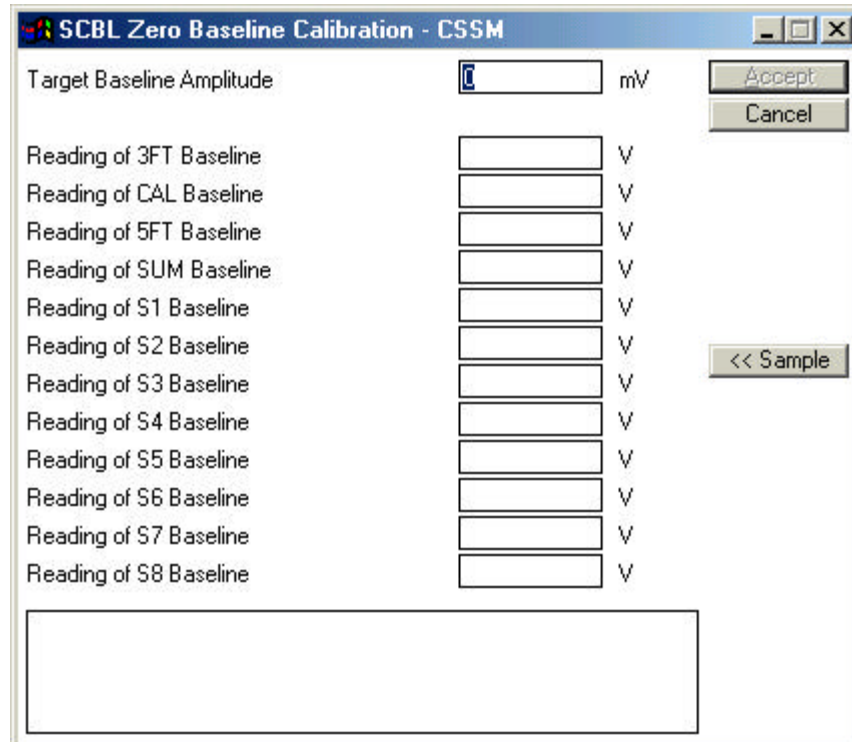 SCBL Zero Baseline Calibration - CSSM
Target Baseline Amplitude 0 mV Accept
Cancel
Reading of 3FT Baseline V
Reading of CAL Baseline V
Reading of 5FT Baseline V
Reading of SUM Baseline V
Reading of S1 Baseline V
Reading of S2 Baseline V
<< Sample
Reading of S3 Baseline V
Reading of S4 Baseline V
Reading of S5 Baseline V
Reading of S6 Baseline V
Reading of S7 Baseline V
Reading of S8 Baseline V